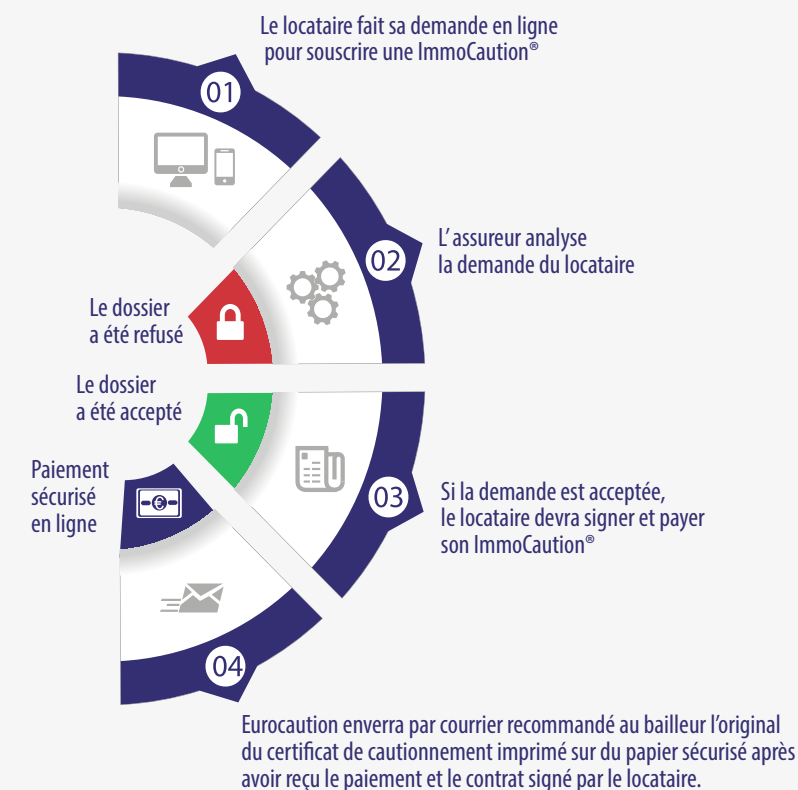 Le locataire fait sa demande en ligne
pour souscrire une ImmoCaution®
01
L'assureur analyse
la demande du locataire
02
Le dossier
a été refusé
Le dossier
a été accepté
Paiement
sécurisé
en ligne
€
03
Si la demande est acceptée,
le locataire devra signer et payer
son ImmoCaution®
04
Eurocaution enverra par courrier recommandé au bailleur l'original
du certificat de cautionnement imprimé sur du papier sécurisé après
avoir reçu le paiement et le contrat signé par le locataire.